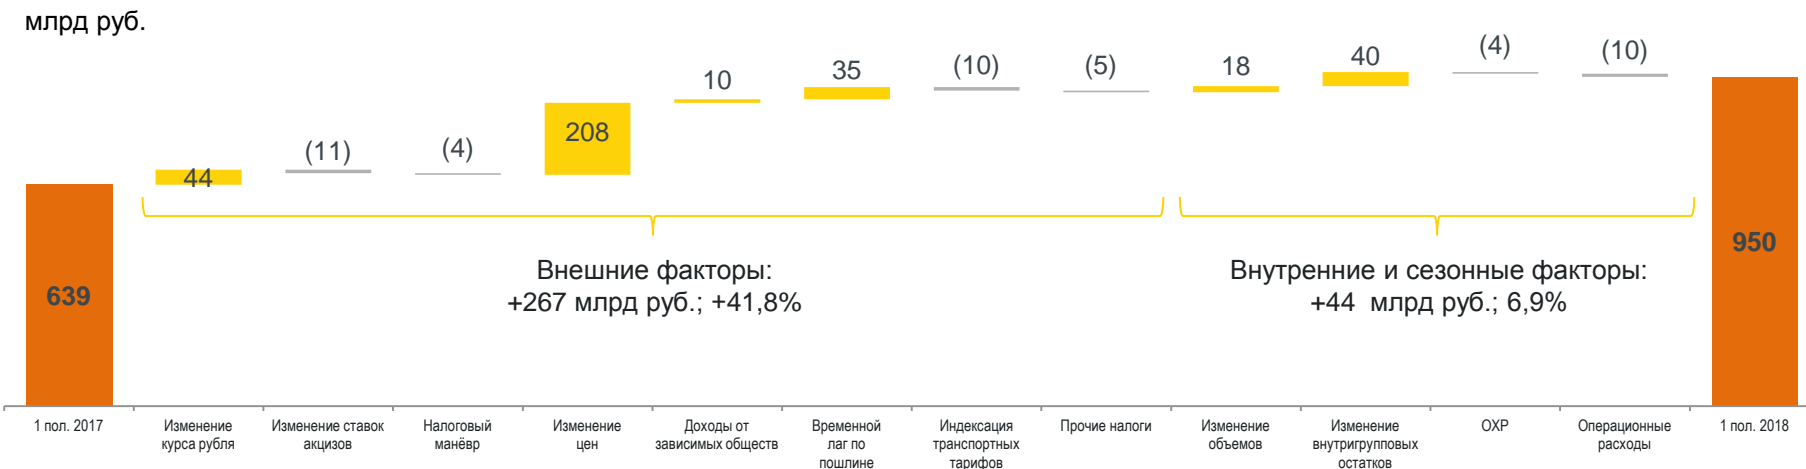 млрд руб.
44
(11)
(4)
208
10
35
(10)
(5)
18
40
(4)
(10)
639
950
Внешние факторы:
+267 млрд руб.; +41,8%
Внутренние и сезонные факторы:
+44 млрд руб.; 6,9%
1 пол. 2017
Изменение
курса рубля
Изменение ставок
акцизов
Налоговый
манёвр
Изменение
цен
Доходы от
зависимых обществ
Временной
лаг по
пошлине
Индексация
транспортных
тарифов
Прочие налоги
Изменение
объемов
Изменение
внутригрупповых
остатков
ОХР
Операционные
расходы
1 пол. 2018